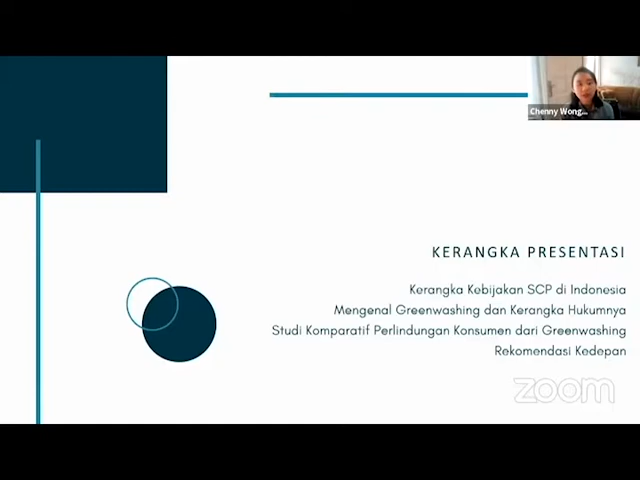 Chenny Wong...
KERANGKA PRESENTASI
Kerangka Kebijakan SCP di Indonesia
Mengenal Greenwashing dan Kerangka Hukumnya
Studi Komparatif Perlindungan Konsumen dari Greenwashing
Rekomendasi Kedepan
zoom